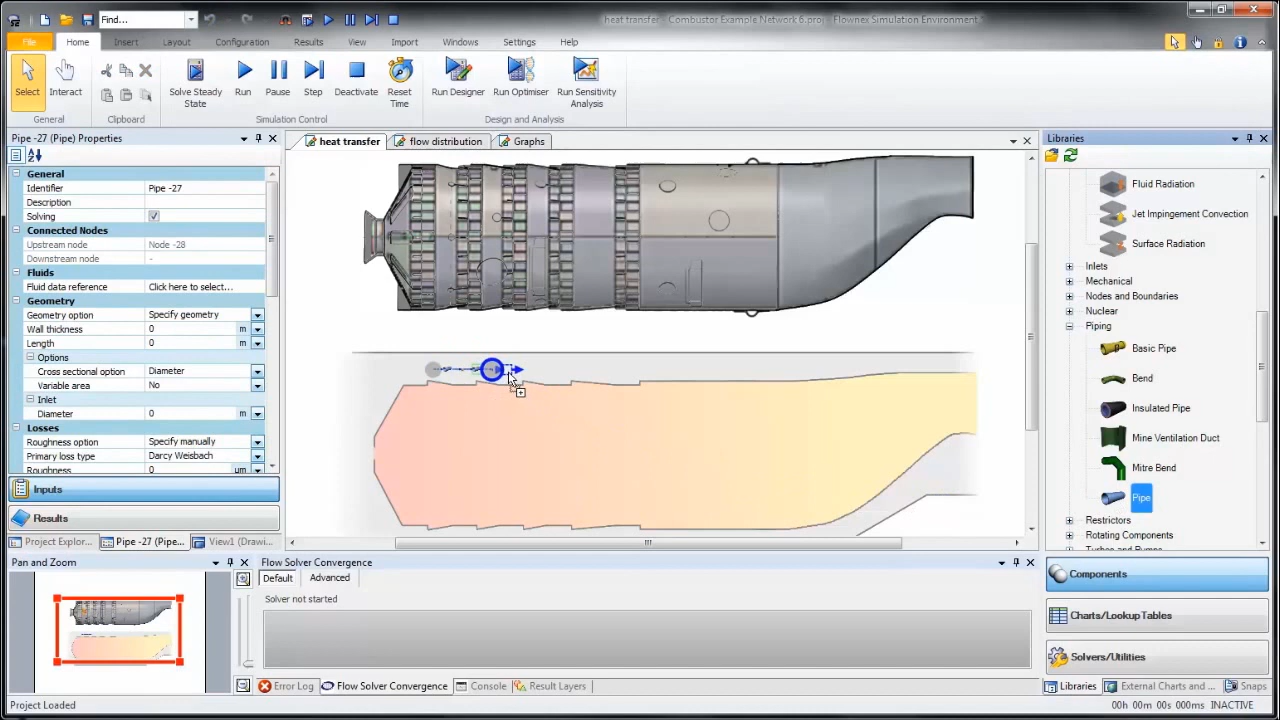 Find...
heat transfer - Combustor Example Network 6.proj - Flownex Simulation Environment
File Home Insert Layout Configuration Results View Import Windows Settings Help
Select Interact Solve Steady State Run Pause Step Deactivate Reset Time Run Designer Run Optimiser Run Sensitivity Analysis
General Clipboard Simulation Control Design and Analysis
Pipe -27 (Pipe) Properties
General
Identifier Pipe -27
Description
Solving
Connected Nodes
Upstream node Node -28
Downstream node -
Fluids
Fluid data reference Click here to select...
Geometry
Geometry option Specify geometry
Wall thickness 0 m
Length 0 m
Options
Cross sectional option Diameter
Variable area No
Inlet
Diameter 0 m
Losses
Roughness option Specify manually
Primary loss type Darcy Weisbach
Roughness 0 µm
Inputs
Results
Project Explor... Pipe -27 (Pipe... View1 (Drawi...
heat transfer flow distribution Graphs
Libraries
Fluid Radiation
Jet Impingement Convection
Surface Radiation
Inlets
Mechanical
Nodes and Boundaries
Nuclear
Piping
Basic Pipe
Bend
Insulated Pipe
Mine Ventilation Duct
Mitre Bend
Pipe
Restrictors
Rotating Components
Turbos and Pumps
Components
Charts/Lookup Tables
Solvers/Utilities
Libraries External Charts and ... Snaps
Pan and Zoom
Flow Solver Convergence
Default Advanced
Solver not started
Error Log Flow Solver Convergence Console Result Layers
Project Loaded
00h 00m 00s 000ms INACTIVE